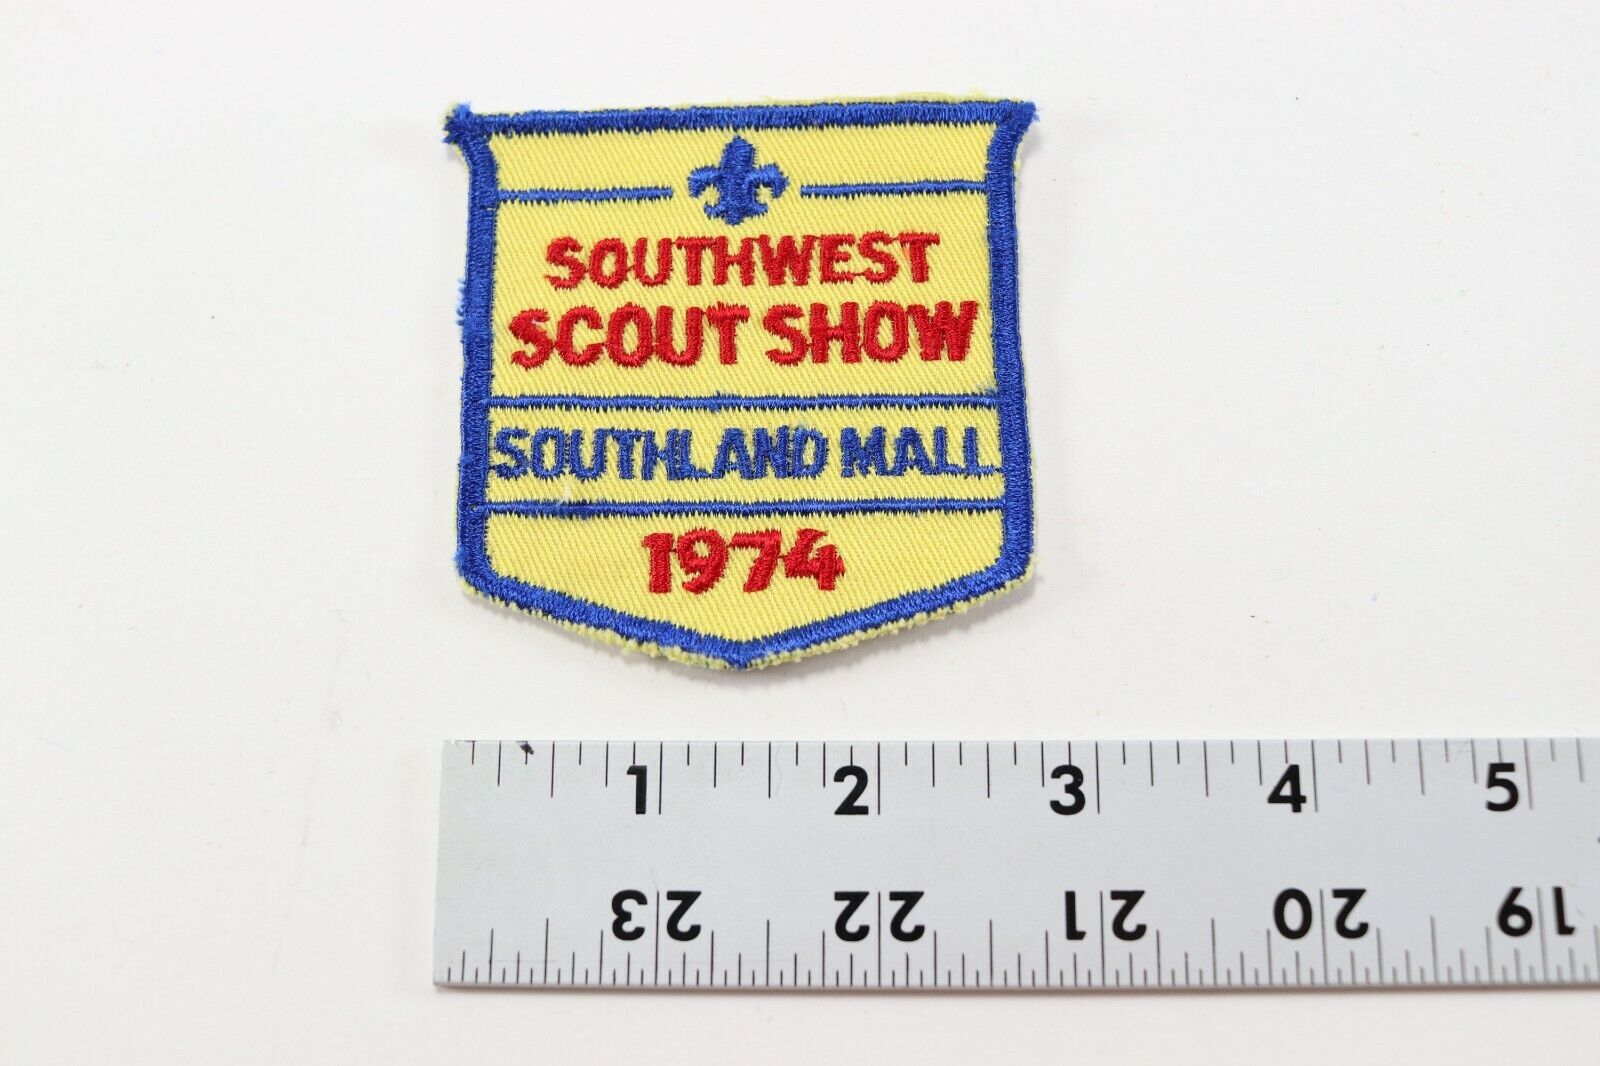 SOUTHWEST
SCOUT SHOW
SOUTHLAND MALL
1974
1 2 3 4 5
23 22 21 20 19